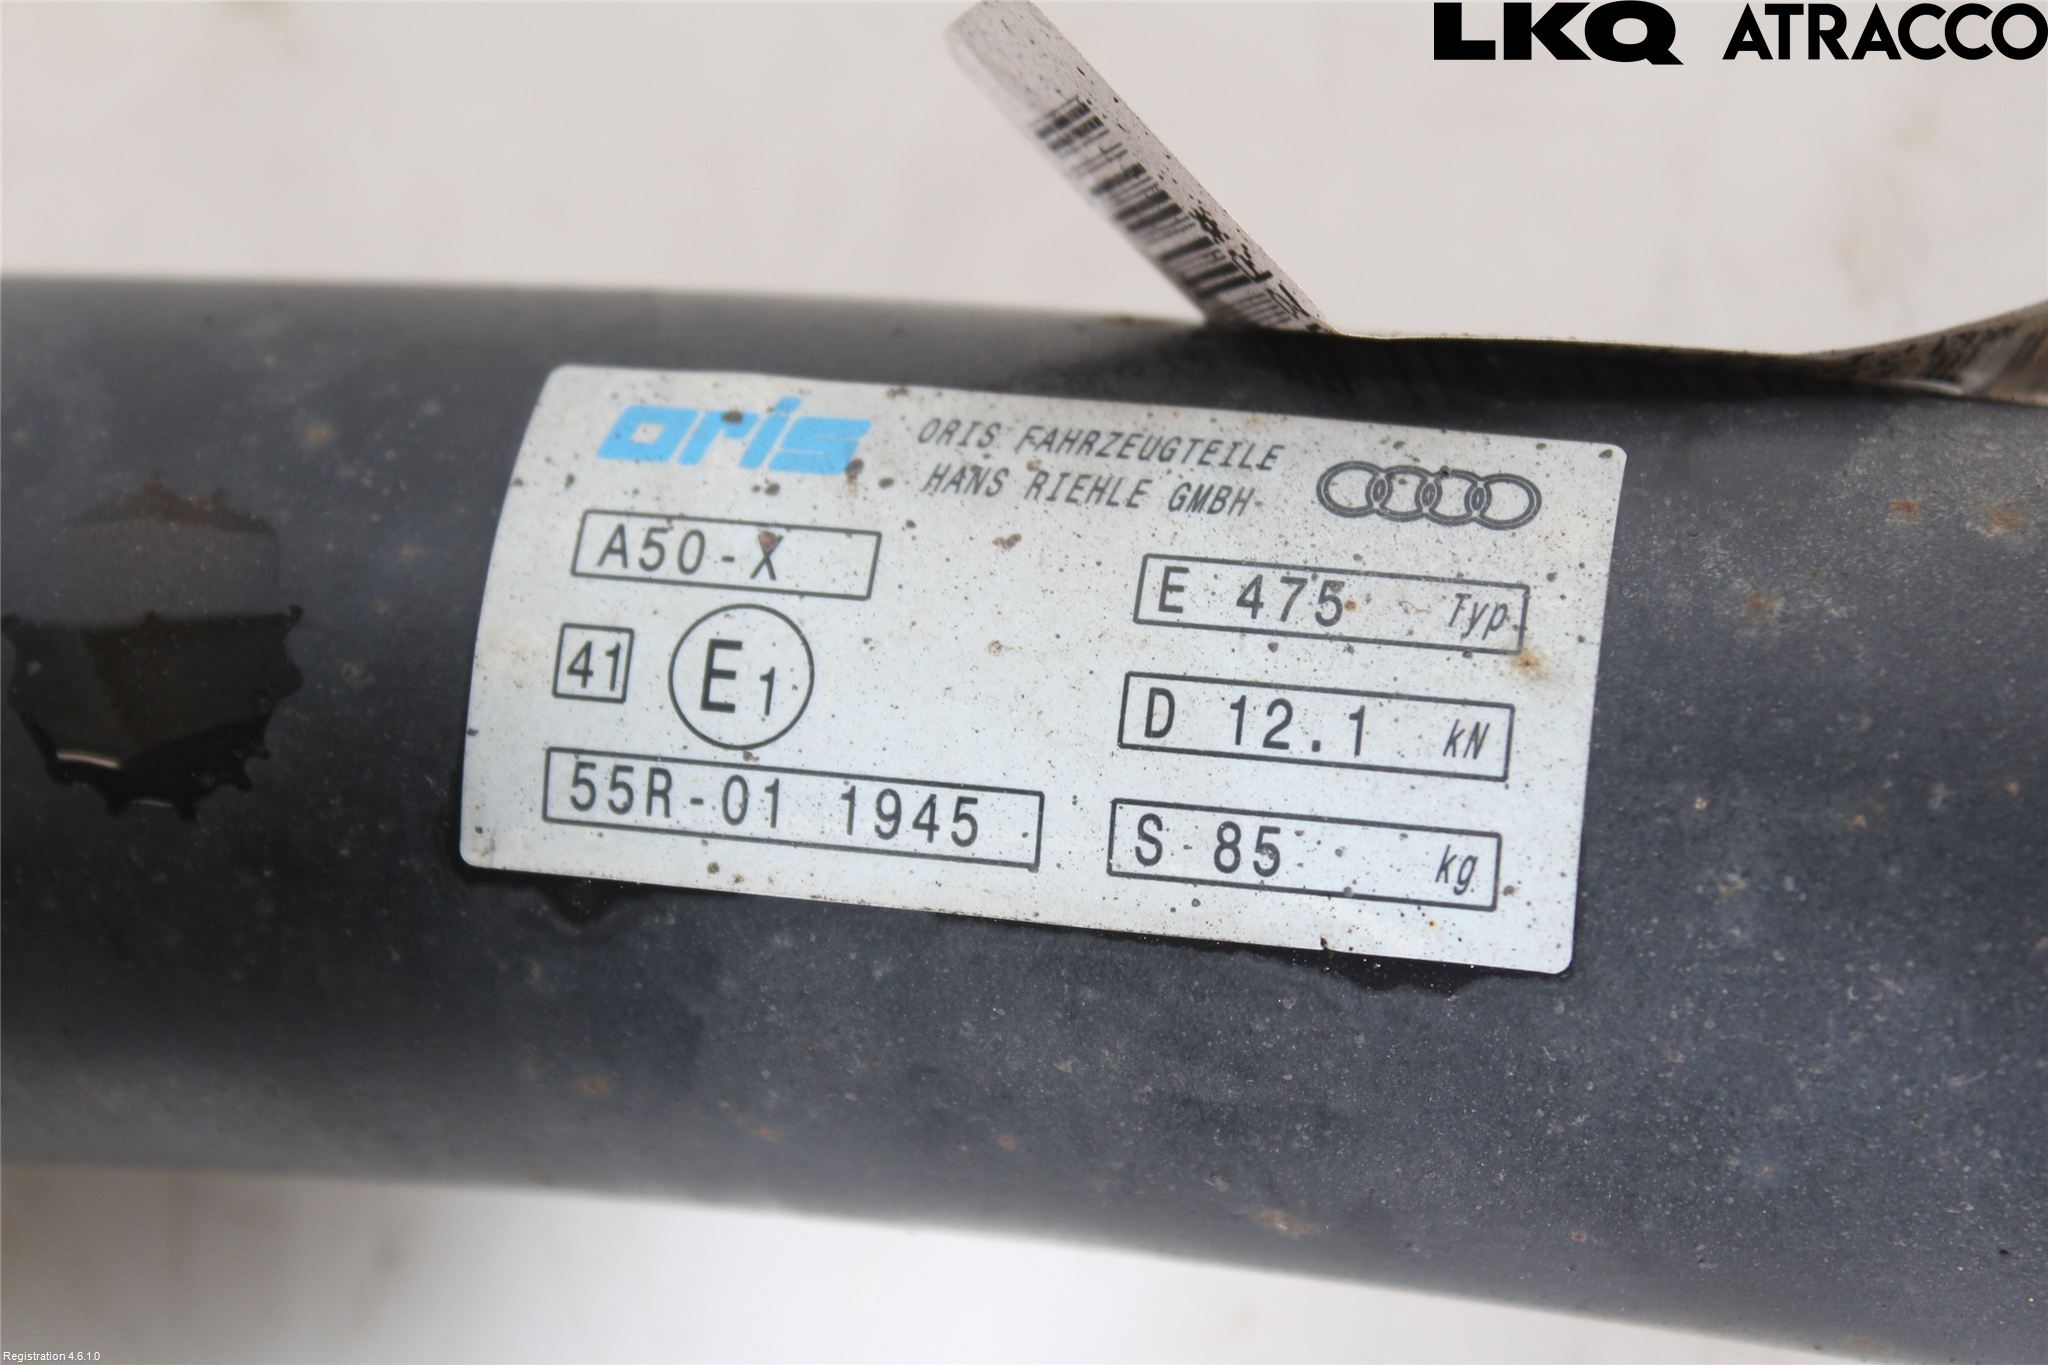 LKQ ATRACCO
oris
ORIS FAHRZEUGTEILE
HANS RIEHLE GMBH
A50-X
E 475 Typ
41 E1
D 12.1 kN
55R-01 1945
S 85 kg
Registration 4.6.1.0